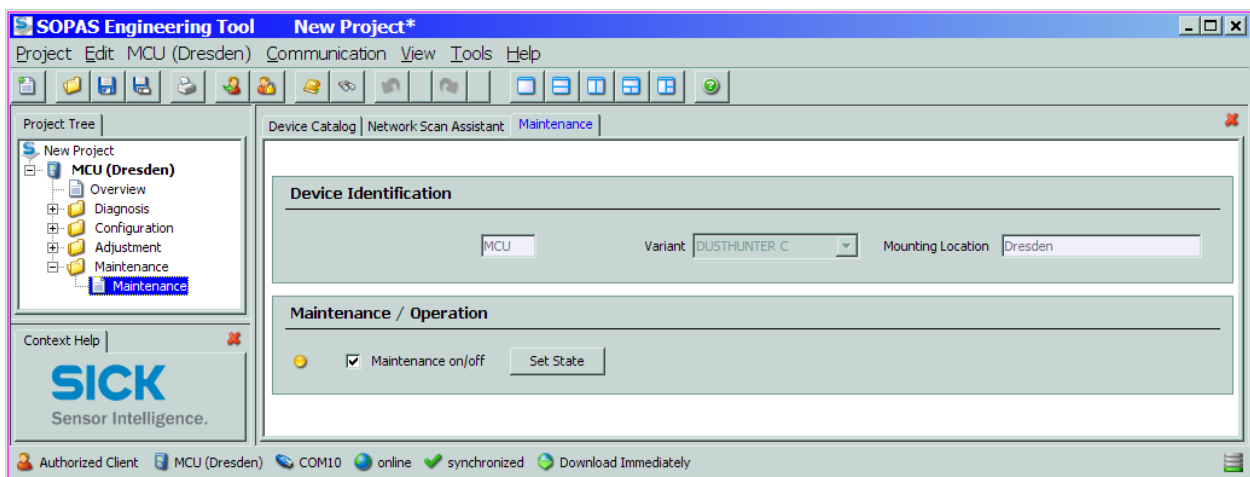 SOPAS Engineering Tool New Project*
Project Edit MCU (Dresden) Communication View Tools Help
Project Tree
New Project
MCU (Dresden)
Overview
Diagnosis
Configuration
Adjustment
Maintenance
Maintenance
Context Help
SICK
Sensor Intelligence.
Device Catalog Network Scan Assistant Maintenance
Device Identification
MCU Variant DUSTHUNTER C Mounting Location Dresden
Maintenance / Operation
Maintenance on/off Set State
Authorized Client MCU (Dresden) COM10 online synchronized Download Immediately